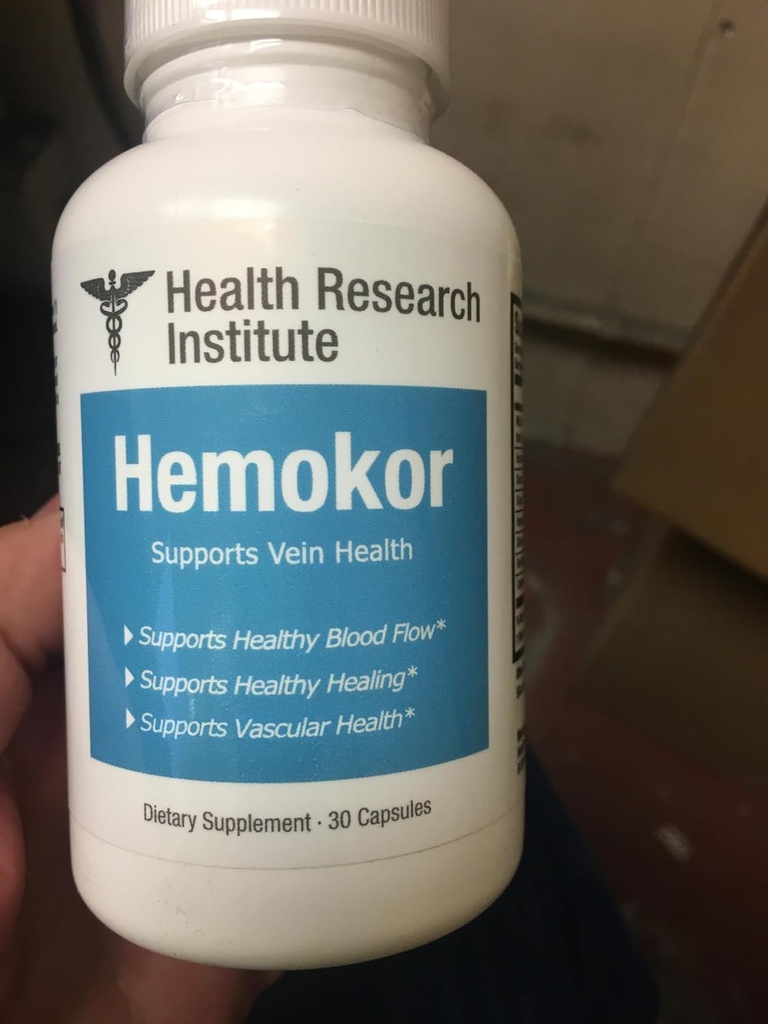 Health Research
Institute
Hemokor
Supports Vein Health
Supports Healthy Blood Flow*
Supports Healthy Healing*
Supports Vascular Health*
Dietary Supplement · 30 Capsules